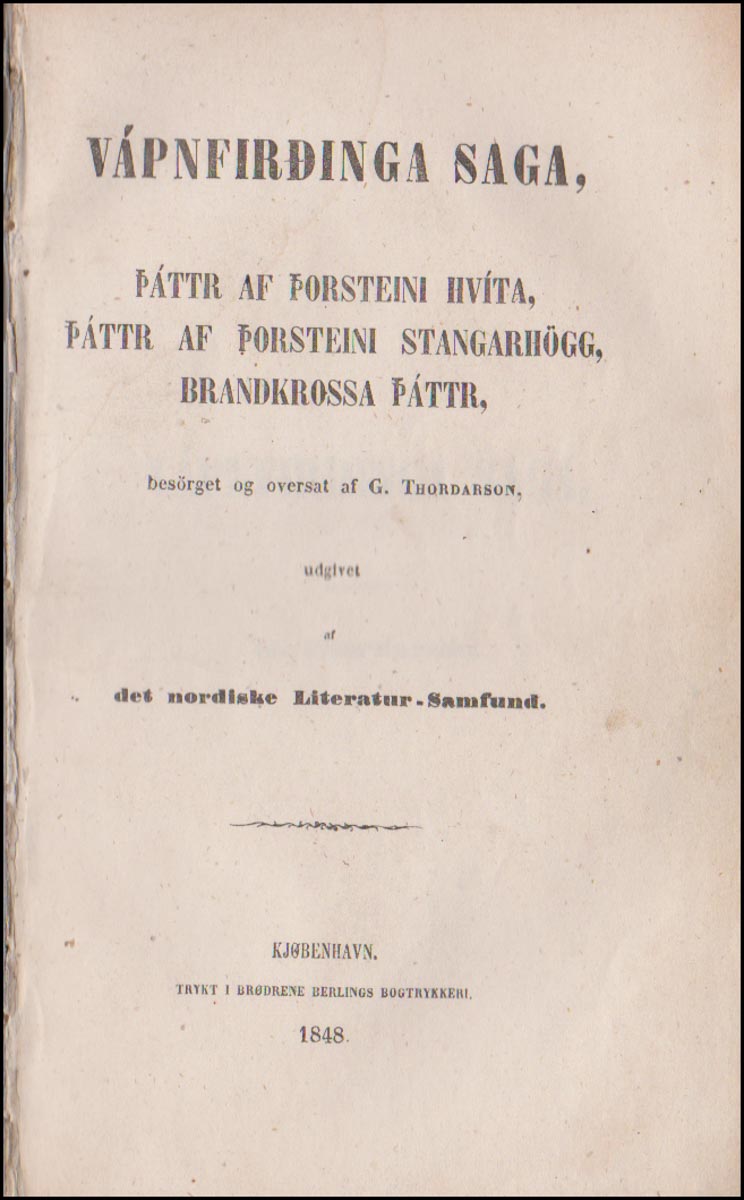 VÁPNFIRÐINGA SAGA,
ÞÁTTR AF ÞORSTEINI HVÍTA,
ÞÁTTR AF ÞORSTEINI STANGARHÖGG,
BRANDKROSSA ÞÁTTR,
besörget og oversat af G. THORDARSON,
udgivet
af
det nordiske Literatur-Samfund.
KJØBENHAVN.
TRYKT I BRØDRENE BERLINGS BOGTRYKKERI.
1848.